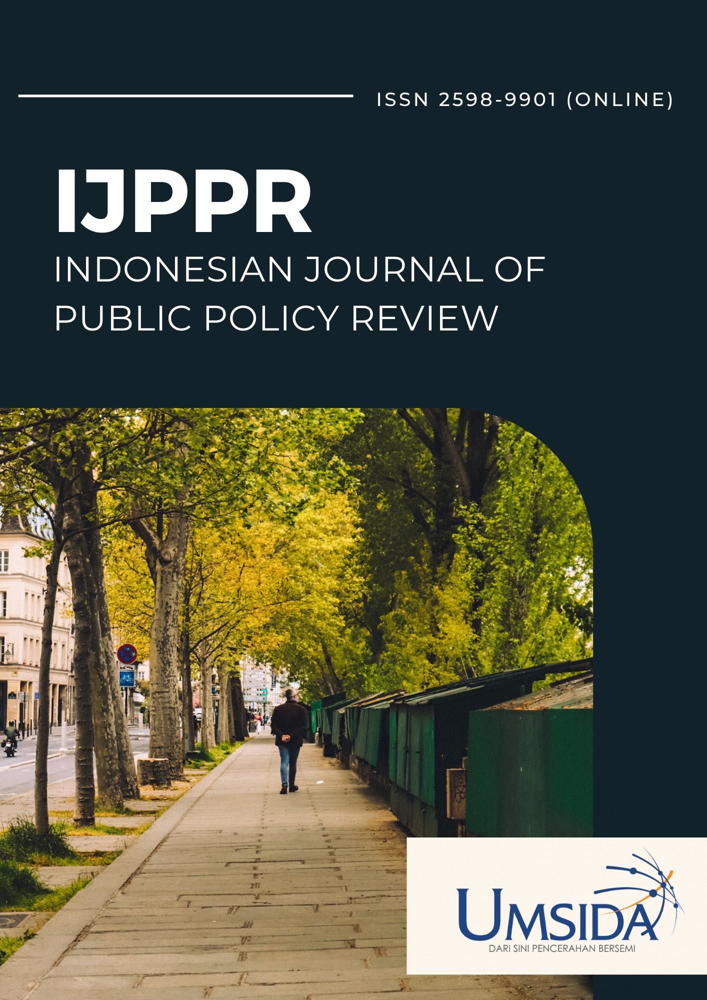 ISSN 2598-9901 (ONLINE)
IJPPR
INDONESIAN JOURNAL OF
PUBLIC POLICY REVIEW
UMSIDA
DARI SINI PENCERAHAN BERSEMI